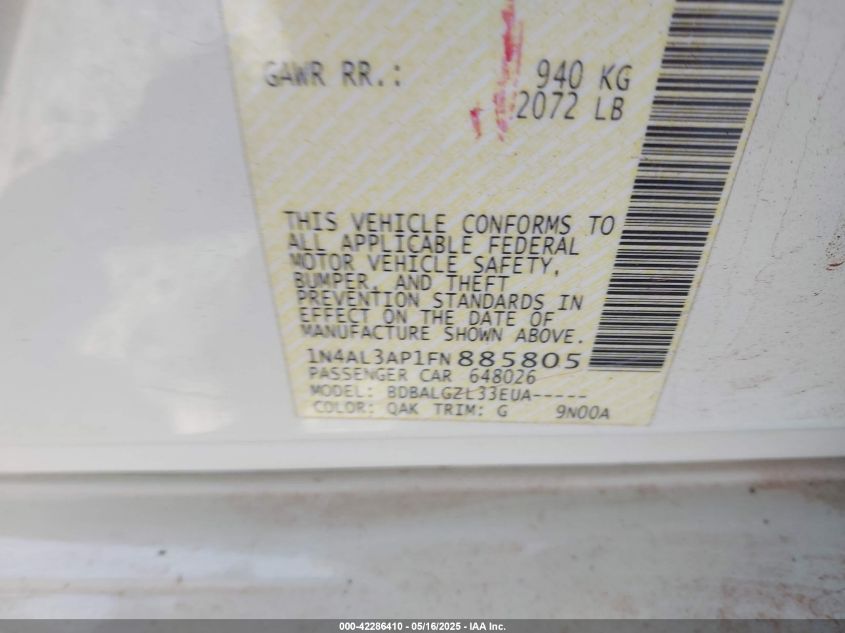 GAWR RR.: 940 KG
2072 LB
THIS VEHICLE CONFORMS TO
ALL APPLICABLE FEDERAL
MOTOR VEHICLE SAFETY,
BUMPER, AND THEFT
PREVENTION STANDARDS IN
EFFECT ON THE DATE OF
MANUFACTURE SHOWN ABOVE.
1N4AL3AP1FN885805
PASSENGER CAR 648026
MODEL: BDBALGZL33EUA-----
COLOR: QAK TRIM: G 9N00A
000-42286410 - 05/16/2025 - IAA Inc.